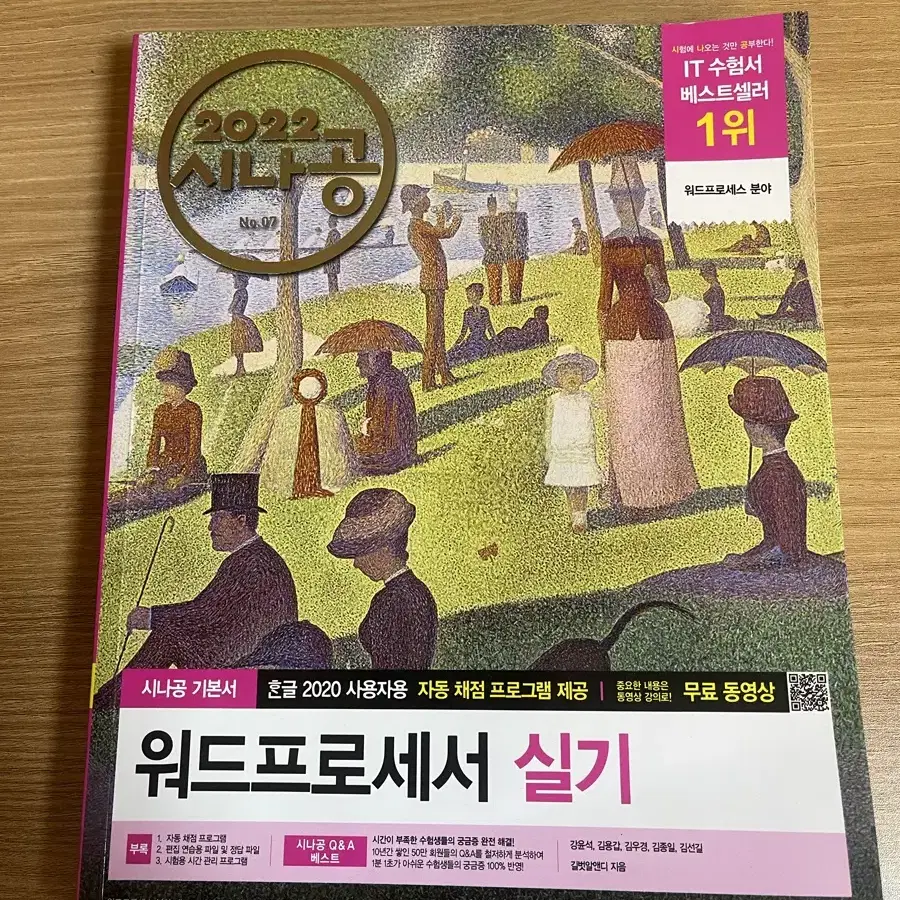 2022
시나공
No.07
시험에 나오는 것만 공부한다!
IT 수험서
베스트셀러
1위
워드프로세스 분야
시나공 기본서
한글 2020 사용자용 자동 채점 프로그램 제공
중요한 내용은
동영상 강의로!
무료 동영상
워드프로세서 실기
부록
1. 자동 채점 프로그램
2. 편집 연습용 파일 및 정답 파일
3. 시험용 시간 관리 프로그램
시나공 Q&A
베스트
시간이 부족한 수험생들의 궁금증 완전 해결!
10년간 쌓인 50만 회원들의 Q&A를 철저하게 분석하여
1분 1초가 아쉬운 수험생들의 궁금증 100% 반영!
강윤석, 김용갑, 김우경, 김종일, 김선길
길벗알앤디 지음